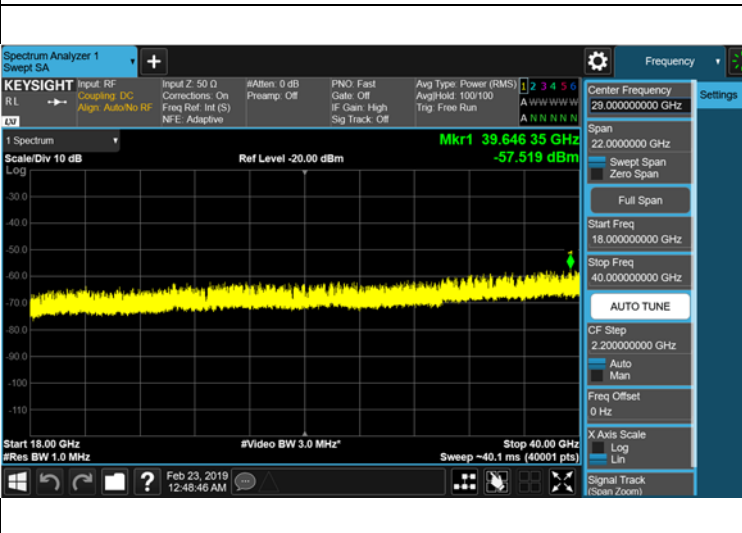 Spectrum Analyzer 1
Swept SA
+
Frequency
KEYSIGHT
RL
LXI
Input: RF
Coupling: DC
Align: Auto/No RF
Input Z: 50 Ω
Corrections: On
Freq Ref: Int (S)
NFE: Adaptive
#Atten: 0 dB
Preamp: Off
PNO: Fast
Gate: Off
IF Gain: High
Sig Track: Off
Avg Type: Power (RMS)
Avg|Hold: 100/100
Trig: Free Run
1 2 3 4 5 6
A W W W W W
A N N N N N
1 Spectrum
Scale/Div 10 dB
Log
Ref Level -20.00 dBm
Mkr1 39.646 35 GHz
-57.519 dBm
-30.0
-40.0
-50.0
-60.0
-70.0
-80.0
-90.0
-100
-110
1
Start 18.00 GHz
#Res BW 1.0 MHz
#Video BW 3.0 MHz*
Stop 40.00 GHz
Sweep ~40.1 ms (40001 pts)
Center Frequency
29.000000000 GHz
Span
22.0000000 GHz
Swept Span
Zero Span
Full Span
Start Freq
18.000000000 GHz
Stop Freq
40.000000000 GHz
AUTO TUNE
CF Step
2.200000000 GHz
Auto
Man
Freq Offset
0 Hz
X Axis Scale
Log
Lin
Signal Track
(Span Zoom)
Settings
?
Feb 23, 2019
12:48:46 AM